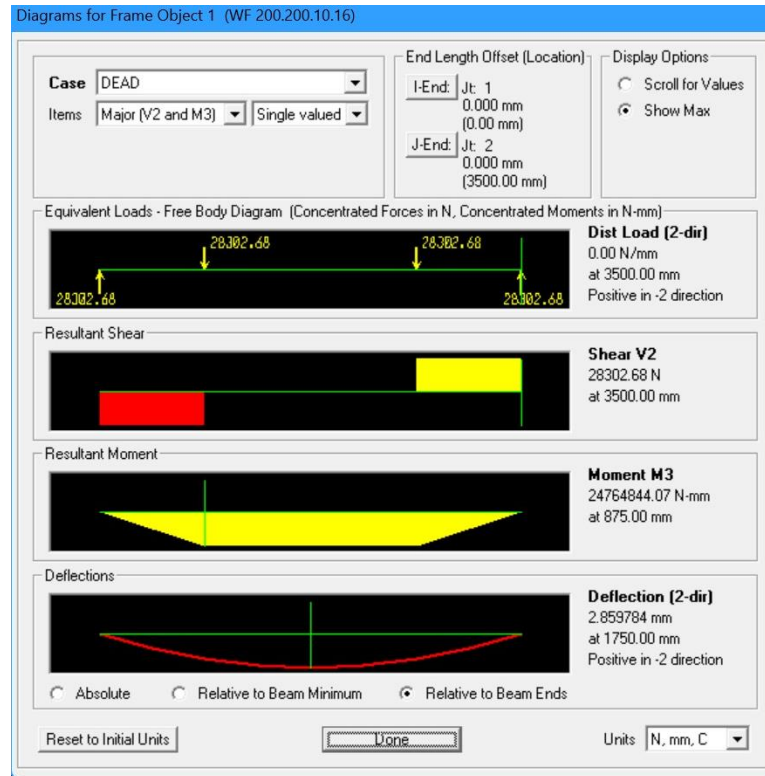 Diagrams for Frame Object 1 (WF 200.200.10.16)
Case DEAD
Items Major (V2 and M3) Single valued
End Length Offset (Location)
I-End: Jt: 1
0.000 mm
(0.00 mm)
J-End: Jt: 2
0.000 mm
(3500.00 mm)
Display Options
Scroll for Values
Show Max
Equivalent Loads - Free Body Diagram (Concentrated Forces in N, Concentrated Moments in N-mm)
28302.68 28302.68
28302.68 28302.68
Dist Load (2-dir)
0.00 N/mm
at 3500.00 mm
Positive in -2 direction
Resultant Shear
Shear V2
28302.68 N
at 3500.00 mm
Resultant Moment
Moment M3
24764844.07 N-mm
at 875.00 mm
Deflections
Deflection (2-dir)
2.859784 mm
at 1750.00 mm
Positive in -2 direction
Absolute Relative to Beam Minimum Relative to Beam Ends
Reset to Initial Units Done Units N, mm, C